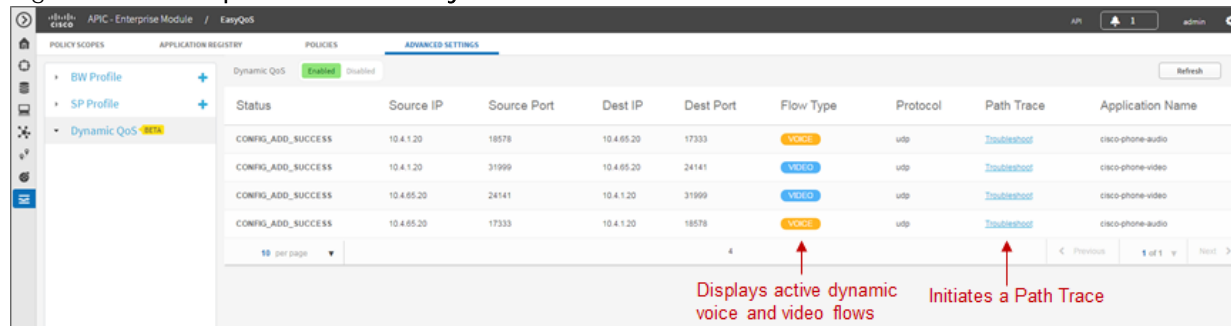 cisco APIC - Enterprise Module / EasyQoS API 1 admin
POLICY SCOPES APPLICATION REGISTRY POLICIES ADVANCED SETTINGS
BW Profile +
SP Profile +
Dynamic QoS BETA
Dynamic QoS Enabled Disabled Refresh
Status Source IP Source Port Dest IP Dest Port Flow Type Protocol Path Trace Application Name
CONFIG_ADD_SUCCESS 10.4.1.20 18578 10.4.65.20 17333 VOICE udp Troubleshoot cisco-phone-audio
CONFIG_ADD_SUCCESS 10.4.1.20 31999 10.4.65.20 24141 VIDEO udp Troubleshoot cisco-phone-video
CONFIG_ADD_SUCCESS 10.4.65.20 24141 10.4.1.20 31999 VIDEO udp Troubleshoot cisco-phone-video
CONFIG_ADD_SUCCESS 10.4.65.20 17333 10.4.1.20 18578 VOICE udp Troubleshoot cisco-phone-audio
10 per page 4 Previous 1 of 1 Next
Displays active dynamic
voice and video flows
Initiates a Path Trace